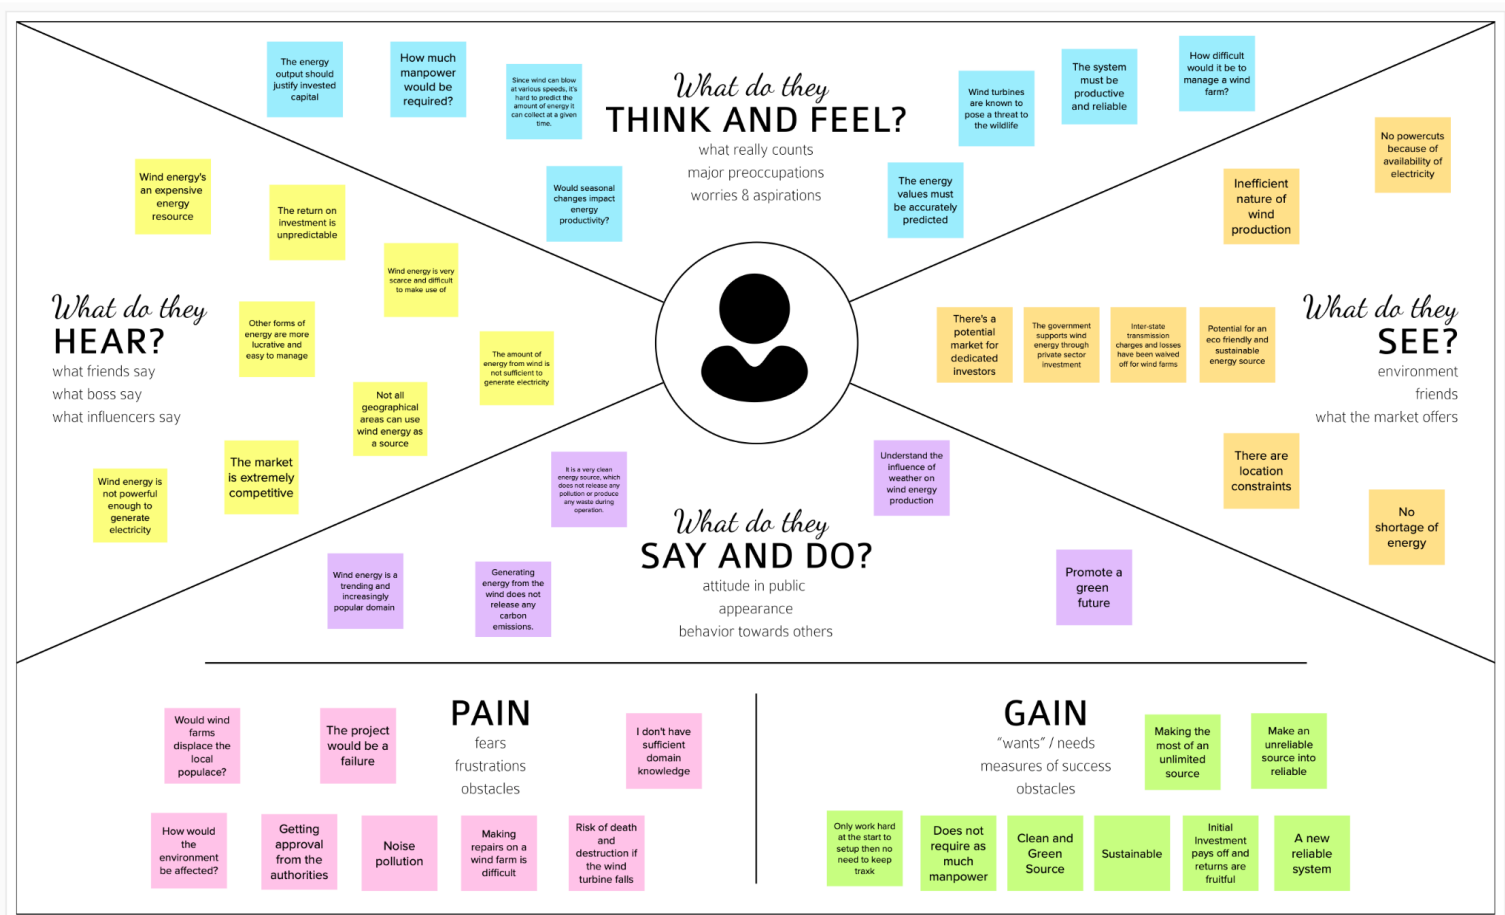 The energy
output should
justify invested
capital
How much
manpower
would be
required?
Since wind can blow
at various speeds, it's
hard to predict the
amount of energy it
can collect at a given
time.
Would seasonal
changes impact
energy
productivity?
What do they
THINK AND FEEL?
what really counts
major preoccupations
worries & aspirations
Wind turbines
are known to
pose a threat to
the wildlife
The system
must be
productive
and reliable
How difficult
would it be to
manage a wind
farm?
The energy
values must
be accurately
predicted
Wind energy's
an expensive
energy
resource
The return on
investment is
unpredictable
Wind energy is very
scarce and difficult
to make use of
What do they
HEAR?
what friends say
what boss say
what influencers say
Other forms of
energy are more
lucrative and
easy to manage
The amount of
energy from wind is
not sufficient to
generate electricity
Not all
geographical
areas can use
wind energy as
a source
The market
is extremely
competitive
Wind energy is
not powerful
enough to
generate
electricity
No powercuts
because of
availability of
electricity
Inefficient
nature of
wind
production
There's a
potential
market for
dedicated
investors
The government
supports wind
energy through
private sector
investment
Inter-state
transmission
charges and losses
have been waived
off for wind farms
Potential for an
eco friendly and
sustainable
energy source
What do they
SEE?
environment
friends
what the market offers
There are
location
constraints
No
shortage of
energy
It is a very clean
energy source, which
does not release any
pollution or produce
any waste during
operation.
Understand the
influence of
weather on
wind energy
production
What do they
SAY AND DO?
attitude in public
appearance
behavior towards others
Wind energy is a
trending and
increasingly
popular domain
Generating
energy from the
wind does not
release any
carbon
emissions.
Promote a
green
future
PAIN
fears
frustrations
obstacles
Would wind
farms
displace the
local
populace?
The project
would be a
failure
I don't have
sufficient
domain
knowledge
How would
the
environment
be affected?
Getting
approval
from the
authorities
Noise
pollution
Making
repairs on a
wind farm is
difficult
Risk of death
and
destruction if
the wind
turbine falls
GAIN
"wants" / needs
measures of success
obstacles
Making the
most of an
unlimited
source
Make an
unreliable
source into
reliable
Only work hard
at the start to
setup then no
need to keep
traxk
Does not
require as
much
manpower
Clean and
Green
Source
Sustainable
Initial
Investment
pays off and
returns are
fruitful
A new
reliable
system